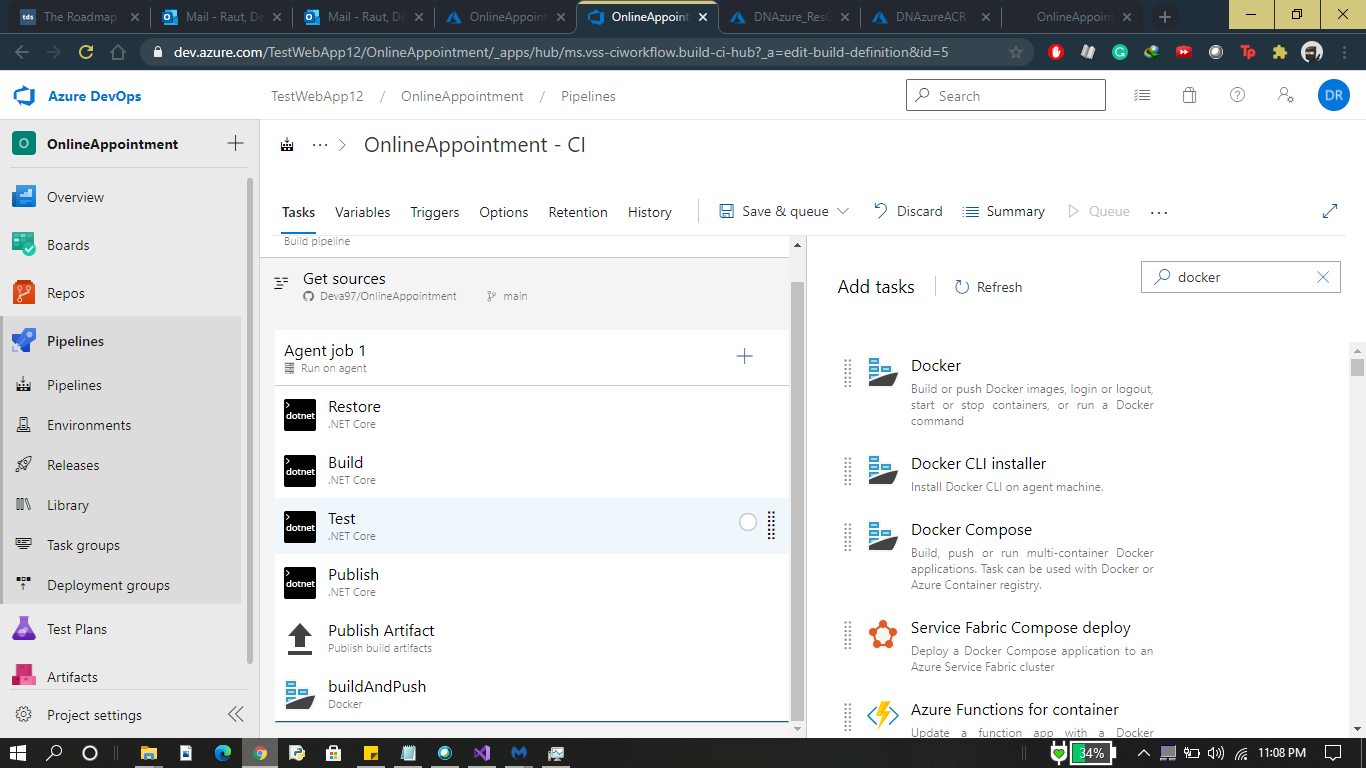 The Roadmap
Mail - Raut, De
Mail - Raut, De
OnlineAppoint
OnlineAppoint
DNAzure_ResG
DNAzureACR -
OnlineAppoint
dev.azure.com/TestWebApp12/OnlineAppointment/_apps/hub/ms.vss-ciworkflow.build-ci-hub?_a=edit-build-definition&id=5
Azure DevOps
TestWebApp12 / OnlineAppointment / Pipelines
Search
DR
O
OnlineAppointment
Overview
Boards
Repos
Pipelines
Pipelines
Environments
Releases
Library
Task groups
Deployment groups
Test Plans
Artifacts
Project settings
OnlineAppointment - CI
Tasks
Variables
Triggers
Options
Retention
History
Save & queue
Discard
Summary
Queue
Build pipeline
Get sources
Deva97/OnlineAppointment
main
Agent job 1
Run on agent
dotnet
Restore
.NET Core
dotnet
Build
.NET Core
dotnet
Test
.NET Core
dotnet
Publish
.NET Core
Publish Artifact
Publish build artifacts
buildAndPush
Docker
Add tasks
Refresh
docker
Docker
Build or push Docker images, login or logout,
start or stop containers, or run a Docker
command
Docker CLI installer
Install Docker CLI on agent machine.
Docker Compose
Build, push or run multi-container Docker
applications. Task can be used with Docker or
Azure Container registry.
Service Fabric Compose deploy
Deploy a Docker Compose application to an
Azure Service Fabric cluster
Azure Functions for container
Update a function app with a Docker
34%
11:08 PM